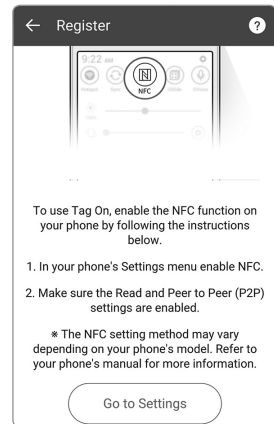 Register
?
9:22 AM
NFC
To use Tag On, enable the NFC function on
your phone by following the instructions
below.
1. In your phone's Settings menu enable NFC.
2. Make sure the Read and Peer to Peer (P2P)
settings are enabled.
※ The NFC setting method may vary
depending on your phone's model. Refer to
your phone's manual for more information.
Go to Settings